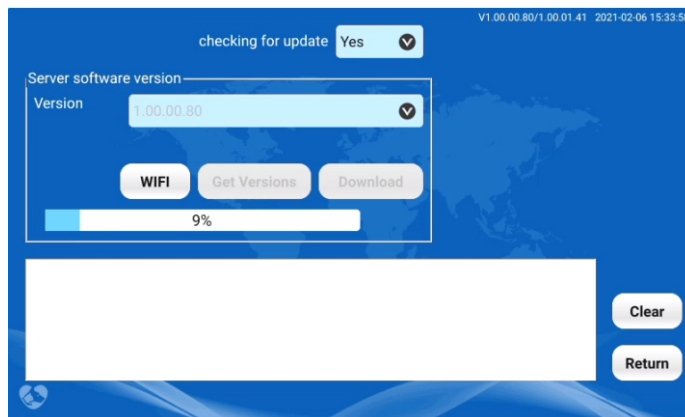 V1.00.00.80/1.00.01.41 2021-02-06 15:33:5
checking for update Yes
Server software version
Version 1.00.00.80
WIFI Get Versions Download
9%
Clear
Return